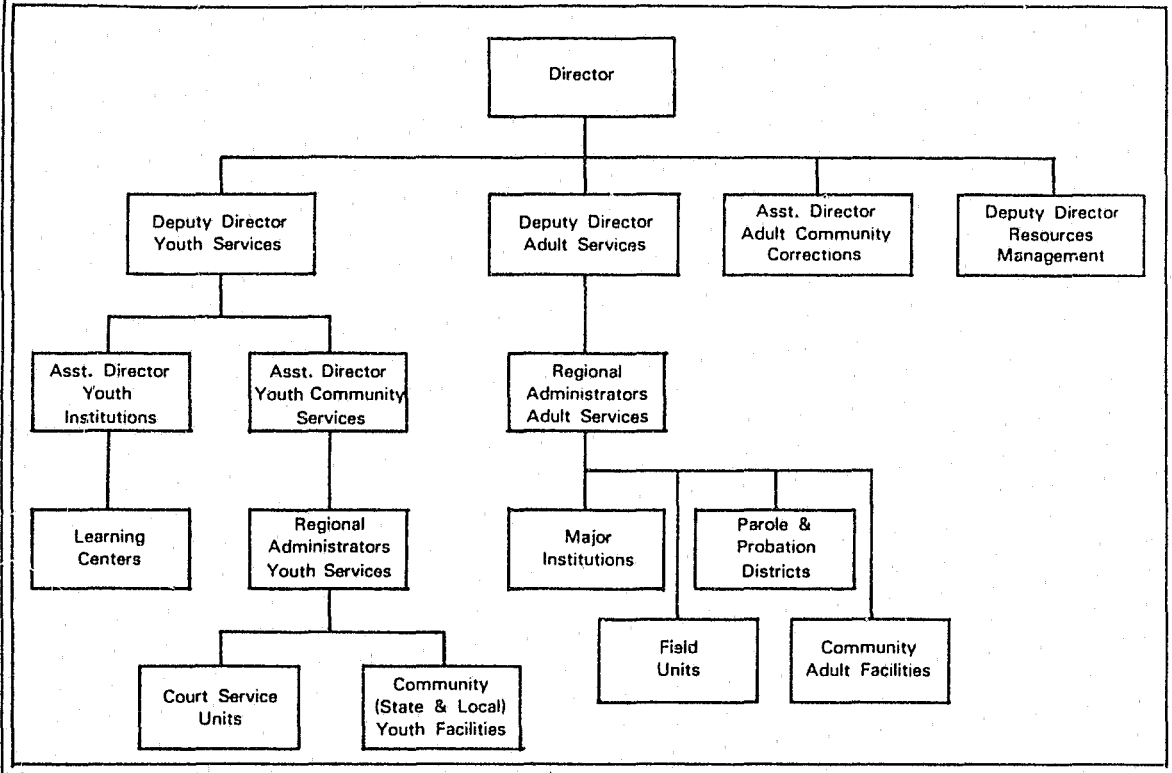 Director
Deputy Director
Youth Services
Deputy Director
Adult Services
Asst. Director
Adult Community
Corrections
Deputy Director
Resources
Management
Asst. Director
Youth
Institutions
Asst. Director
Youth Community
Services
Regional
Administrators
Adult Services
Learning
Centers
Regional
Administrators
Youth Services
Major
Institutions
Parole &
Probation
Districts
Field
Units
Community
Adult Facilities
Court Service
Units
Community
(State & Local)
Youth Facilities